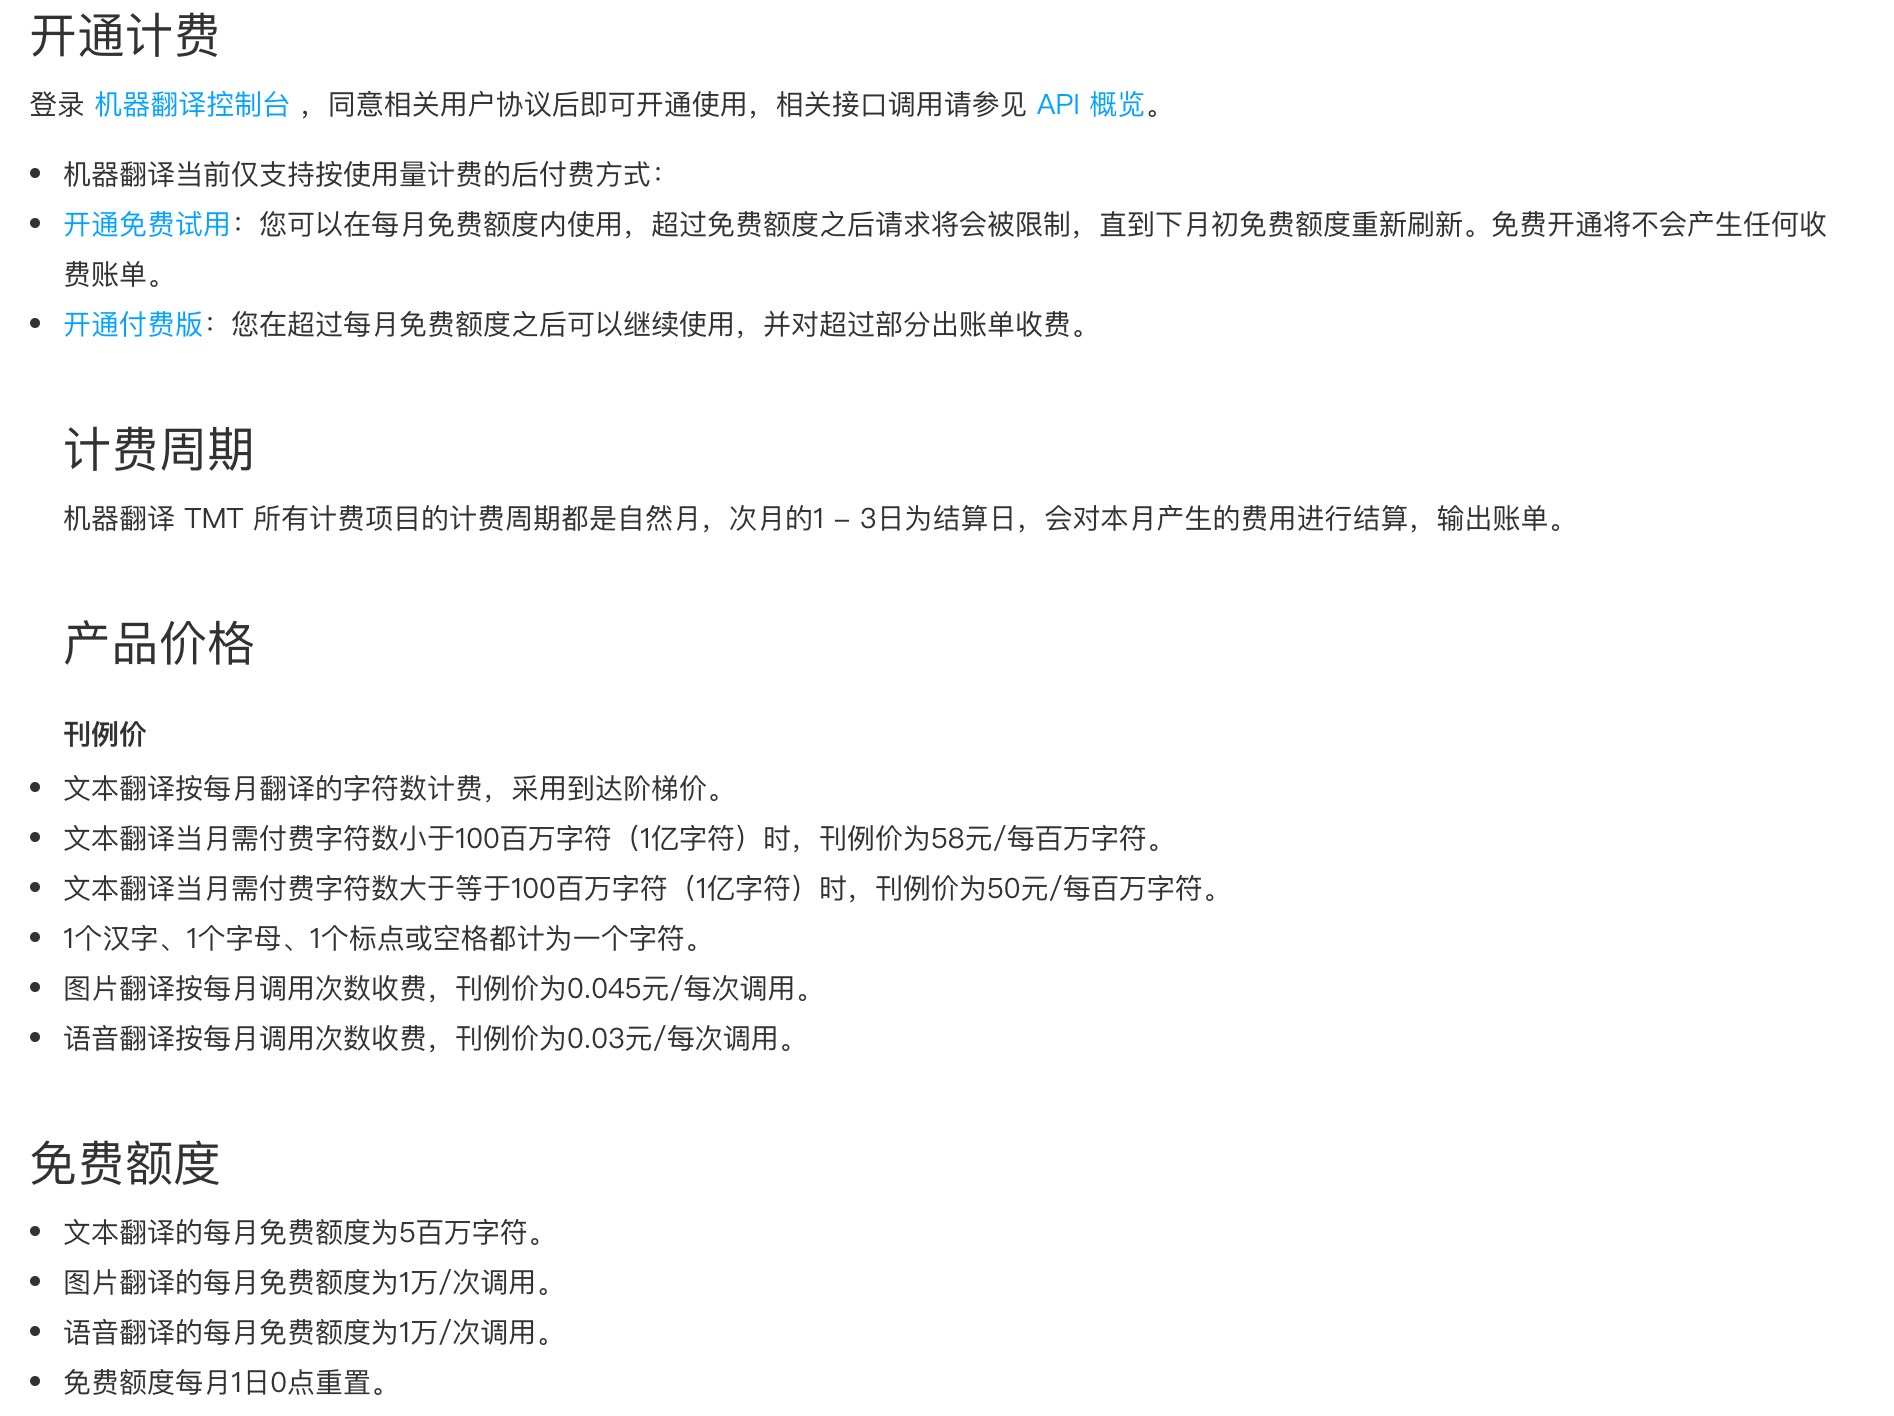 开通计费
登录 机器翻译控制台 ，同意相关用户协议后即可开通使用，相关接口调用请参见 API 概览。
• 机器翻译当前仅支持按使用量计费的后付费方式：
• 开通免费试用：您可以在每月免费额度内使用，超过免费额度之后请求将会被限制，直到下月初免费额度重新刷新。免费开通将不会产生任何收
费账单。
• 开通付费版：您在超过每月免费额度之后可以继续使用，并对超过部分出账单收费。
计费周期
机器翻译 TMT 所有计费项目的计费周期都是自然月，次月的1 – 3日为结算日，会对本月产生的费用进行结算，输出账单。
产品价格
刊例价
• 文本翻译按每月翻译的字符数计费，采用到达阶梯价。
• 文本翻译当月需付费字符数小于100百万字符（1亿字符）时，刊例价为58元/每百万字符。
• 文本翻译当月需付费字符数大于等于100百万字符（1亿字符）时，刊例价为50元/每百万字符。
• 1个汉字、1个字母、1个标点或空格都计为一个字符。
• 图片翻译按每月调用次数收费，刊例价为0.045元/每次调用。
• 语音翻译按每月调用次数收费，刊例价为0.03元/每次调用。
免费额度
• 文本翻译的每月免费额度为5百万字符。
• 图片翻译的每月免费额度为1万/次调用。
• 语音翻译的每月免费额度为1万/次调用。
• 免费额度每月1日0点重置。